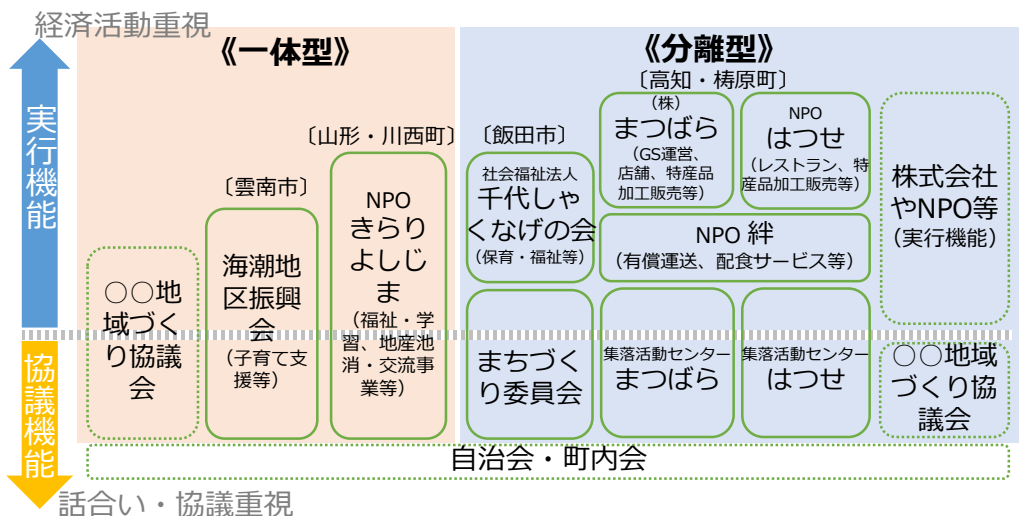 経済活動重視
実行機能
協議機能
話合い・協議重視
《一体型》
○○地
域づく
り協議
会
〔雲南市〕
海潮地
区振興
会
（子育て支
援等）
〔山形・川西町〕
NPO
きらり
よしじ
ま
（福祉・学
習、地産池
消・交流事
業等）
《分離型》
〔飯田市〕
社会福祉法人
千代しゃ
くなげの会
（保育・福祉等）
まちづく
り委員会
〔高知・梼原町〕
（株）
まつばら
（GS運営、
店舗、特産品
加工販売等）
NPO
はつせ
（レストラン、特
産品加工販売等）
NPO 絆
（有償運送、配食サービス等）
集落活動センター
まつばら
集落活動センター
はつせ
株式会社
やNPO等
（実行機能）
○○地域
づくり協
議会
自治会・町内会